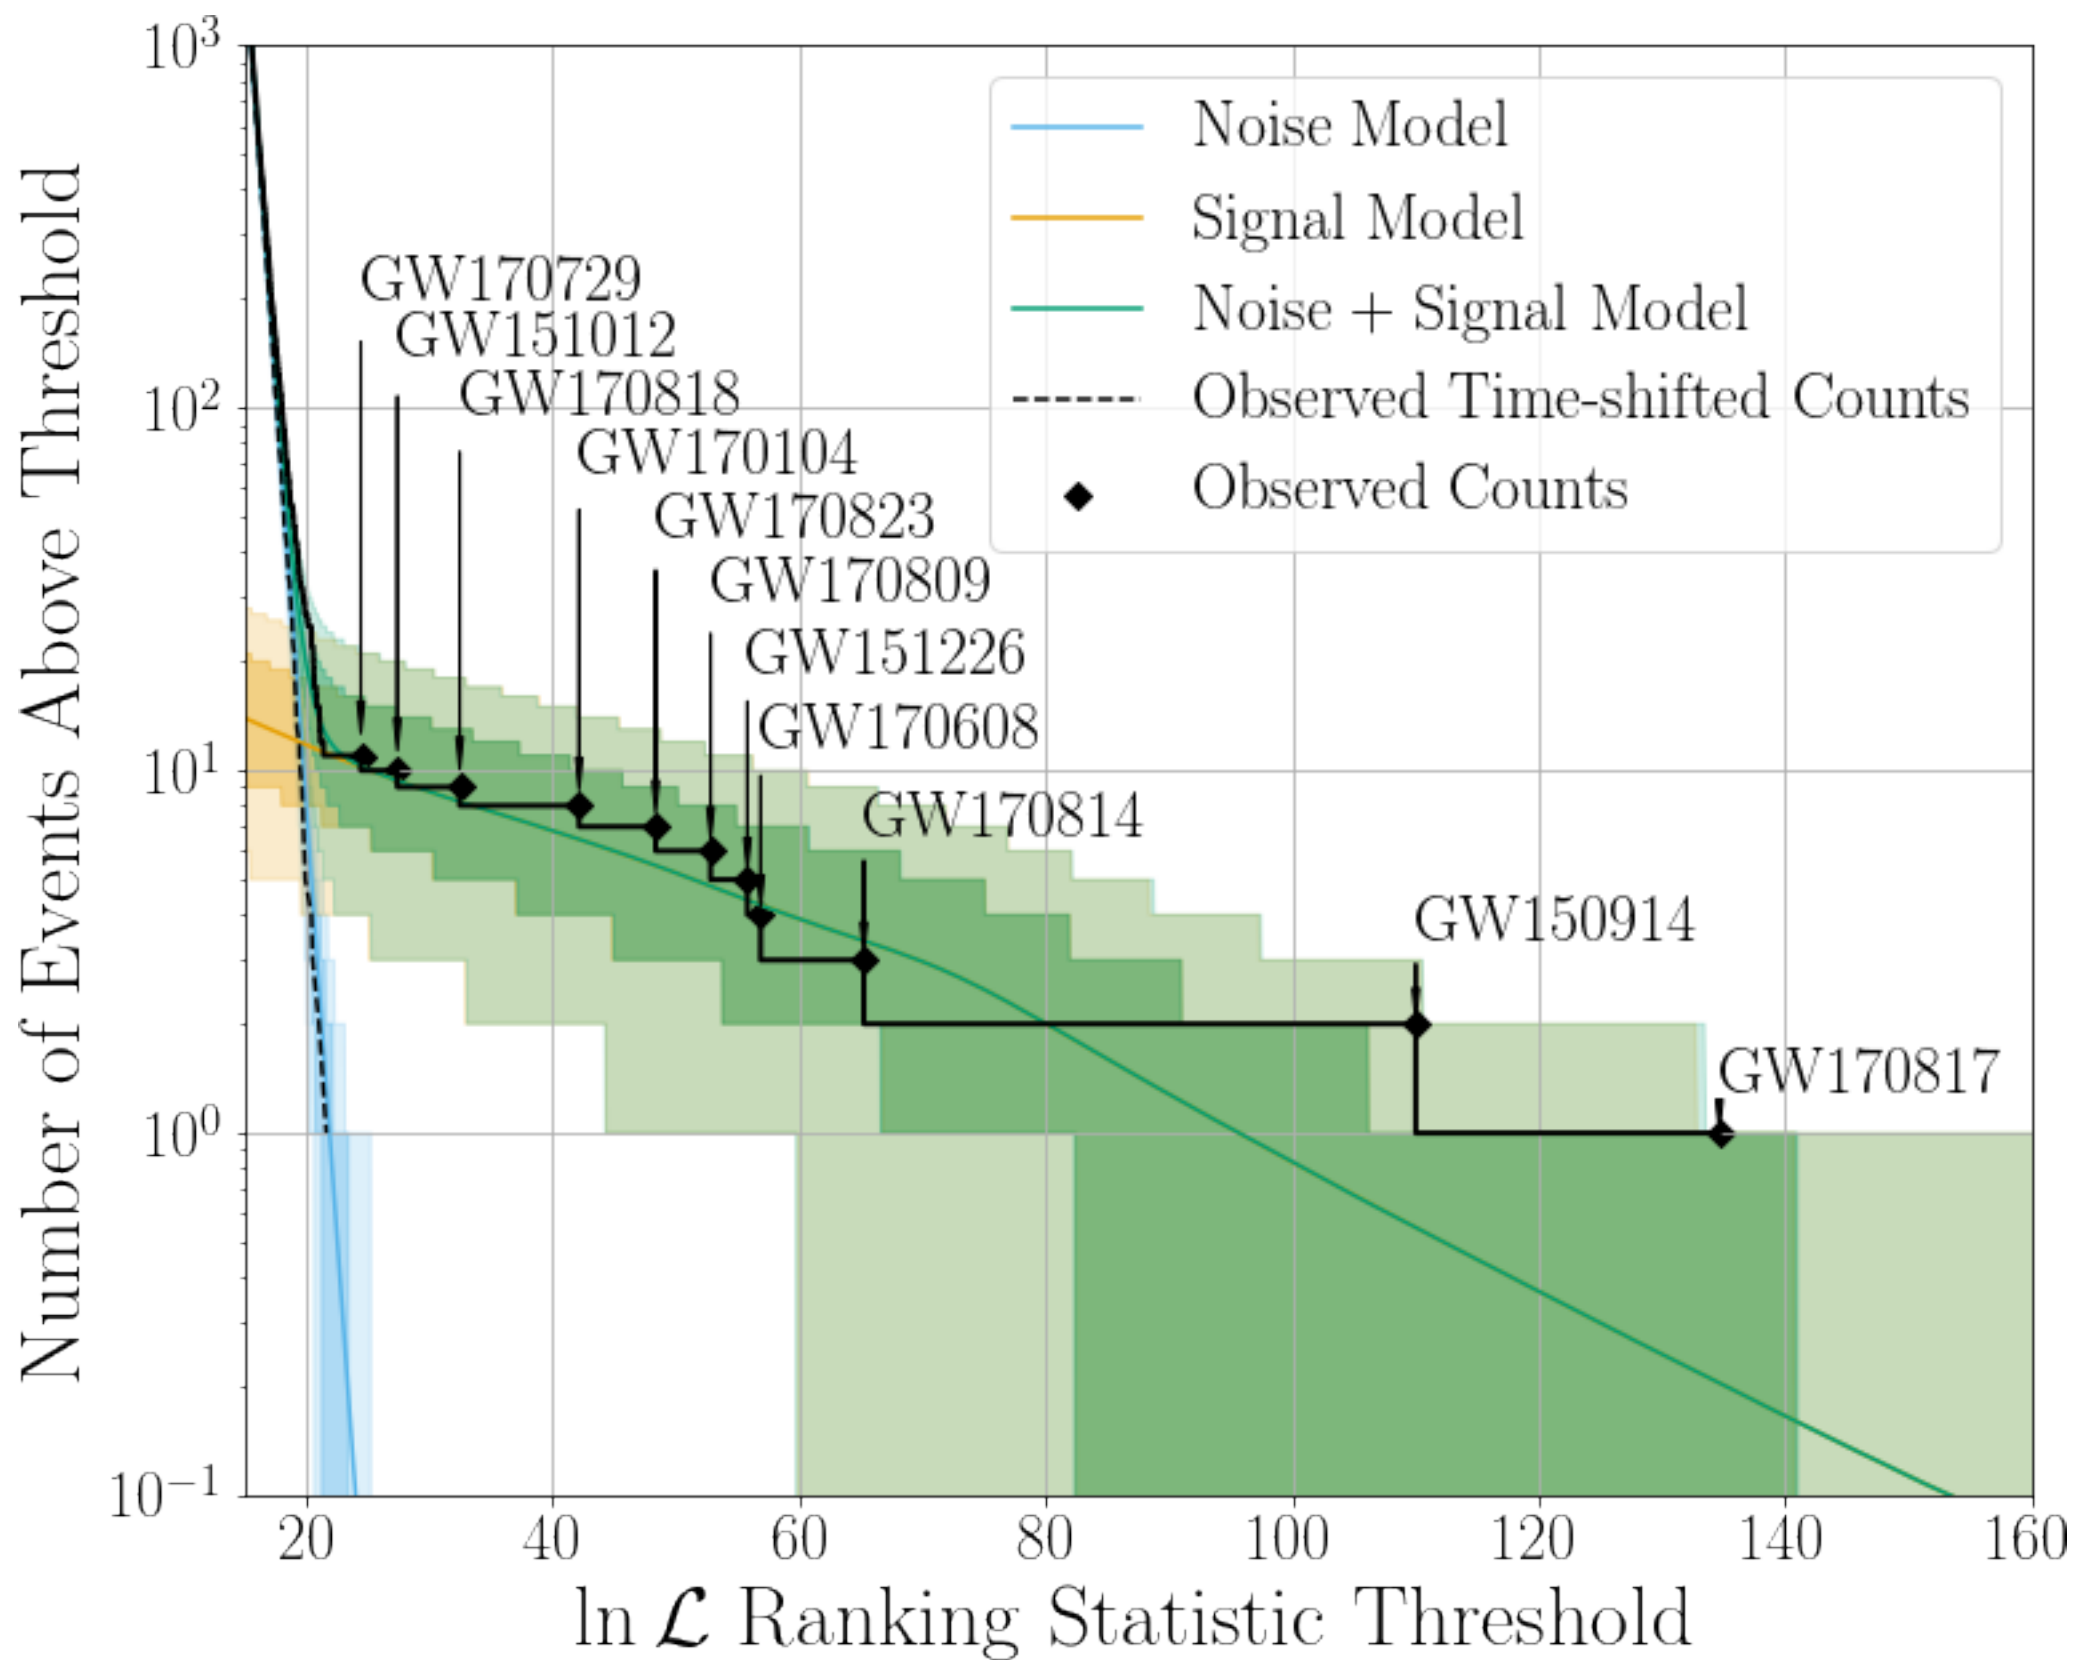 10³
10²
10¹
10⁰
10⁻¹
Number of Events Above Threshold
Noise Model
Signal Model
Noise + Signal Model
Observed Time-shifted Counts
Observed Counts
GW170729
GW151012
GW170818
GW170104
GW170823
GW170809
GW151226
GW170608
GW170814
GW150914
GW170817
20 40 60 80 100 120 140 160
ln ℒ Ranking Statistic Threshold